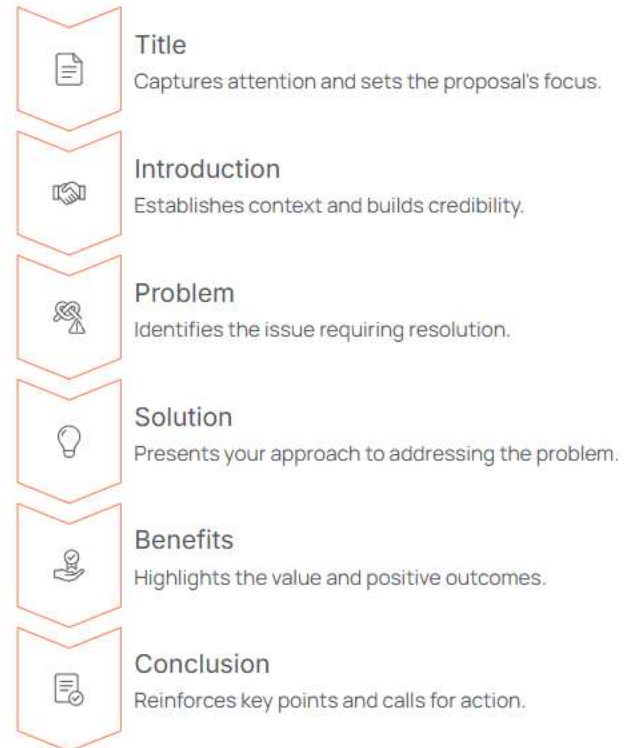 Title
Captures attention and sets the proposal's focus.
Introduction
Establishes context and builds credibility.
Problem
Identifies the issue requiring resolution.
Solution
Presents your approach to addressing the problem.
Benefits
Highlights the value and positive outcomes.
Conclusion
Reinforces key points and calls for action.